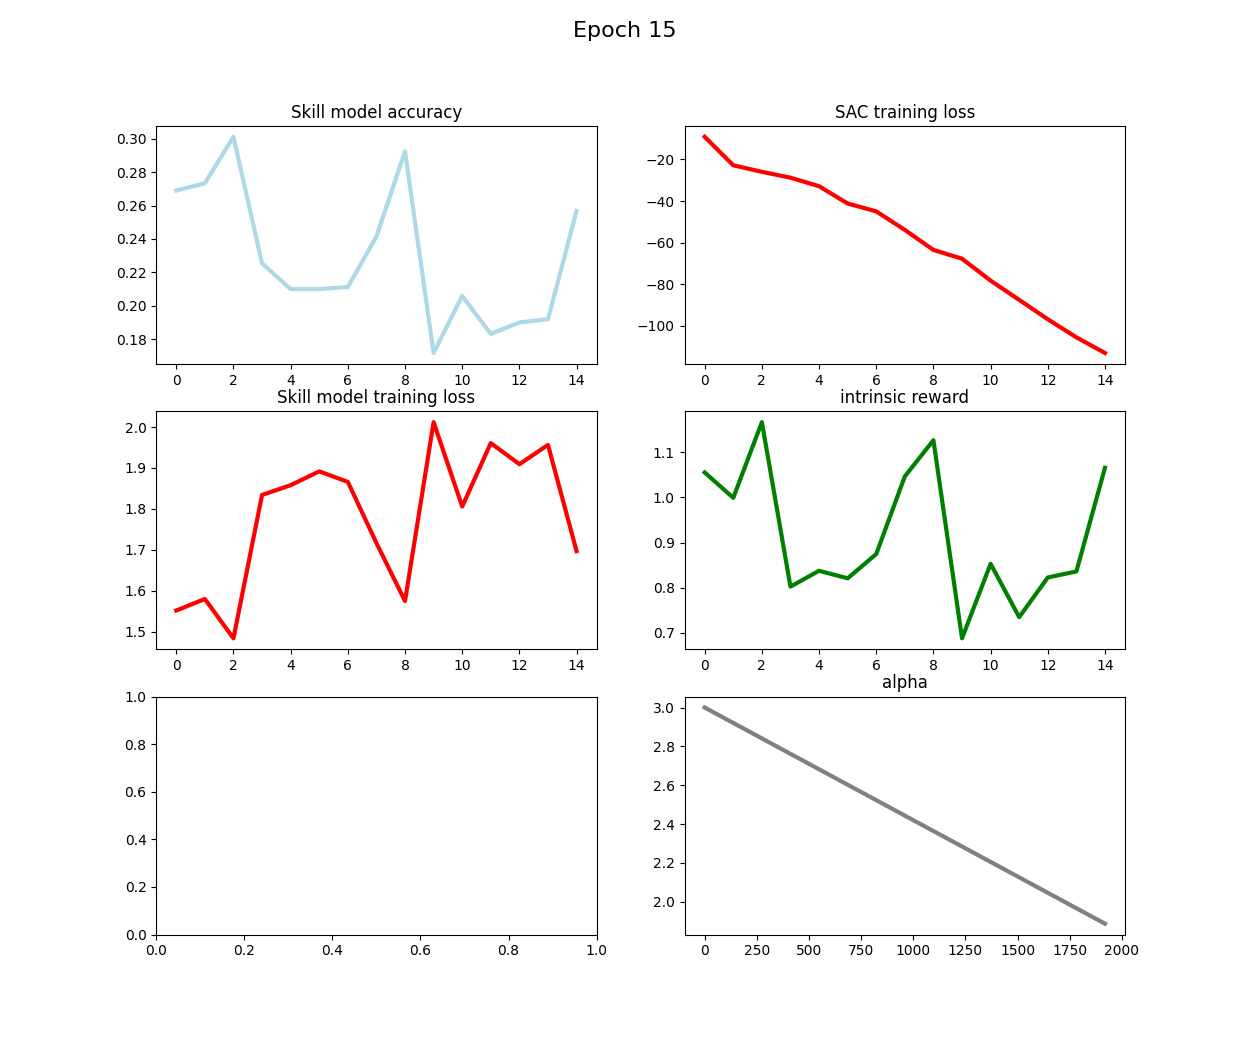 Epoch 15
Skill model accuracy
0.30
0.28
0.26
0.24
0.22
0.20
0.18
0 2 4 6 8 10 12 14
SAC training loss
−20
−40
−60
−80
−100
0 2 4 6 8 10 12 14
Skill model training loss
2.0
1.9
1.8
1.7
1.6
1.5
0 2 4 6 8 10 12 14
intrinsic reward
1.1
1.0
0.9
0.8
0.7
0 2 4 6 8 10 12 14
1.0
0.8
0.6
0.4
0.2
0.0
0.0 0.2 0.4 0.6 0.8 1.0
alpha
3.0
2.8
2.6
2.4
2.2
2.0
0 250 500 750 1000 1250 1500 1750 2000